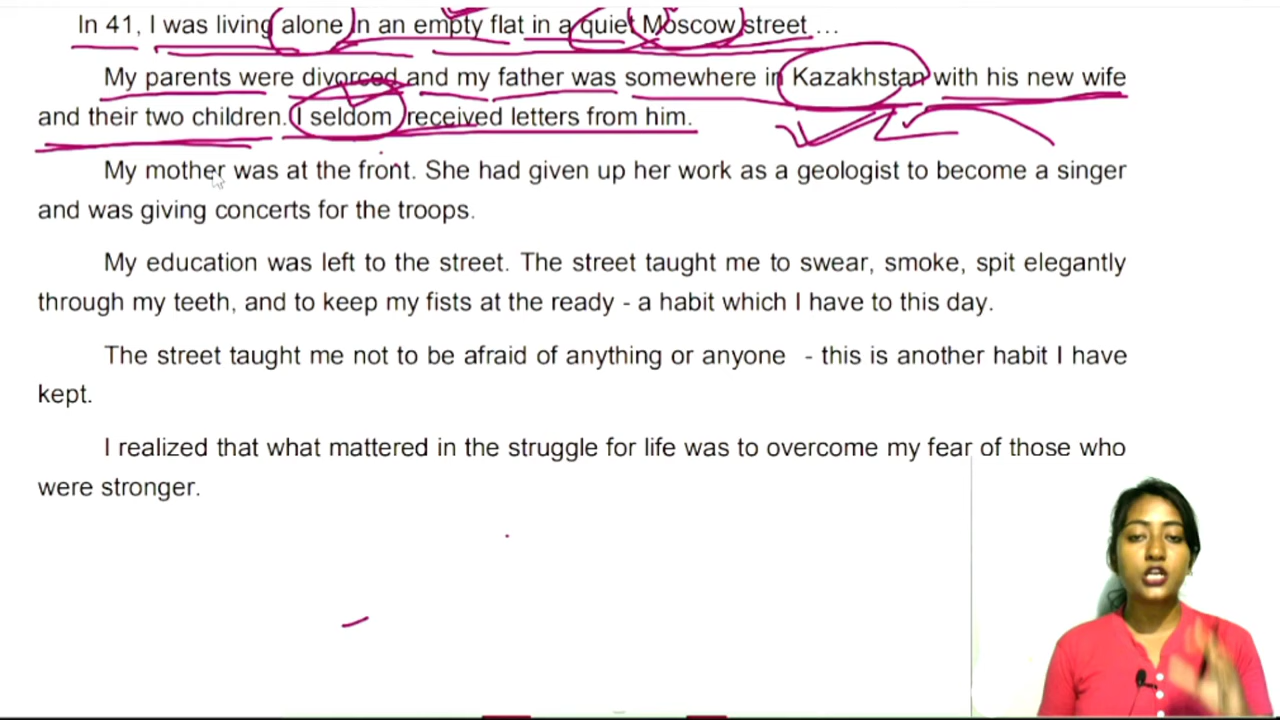 In 41, I was living alone in an empty flat in a quiet Moscow street ...
My parents were divorced and my father was somewhere in Kazakhstan with his new wife
and their two children. I seldom received letters from him.
My mother was at the front. She had given up her work as a geologist to become a singer
and was giving concerts for the troops.
My education was left to the street. The street taught me to swear, smoke, spit elegantly
through my teeth, and to keep my fists at the ready - a habit which I have to this day.
The street taught me not to be afraid of anything or anyone - this is another habit I have
kept.
I realized that what mattered in the struggle for life was to overcome my fear of those who
were stronger.